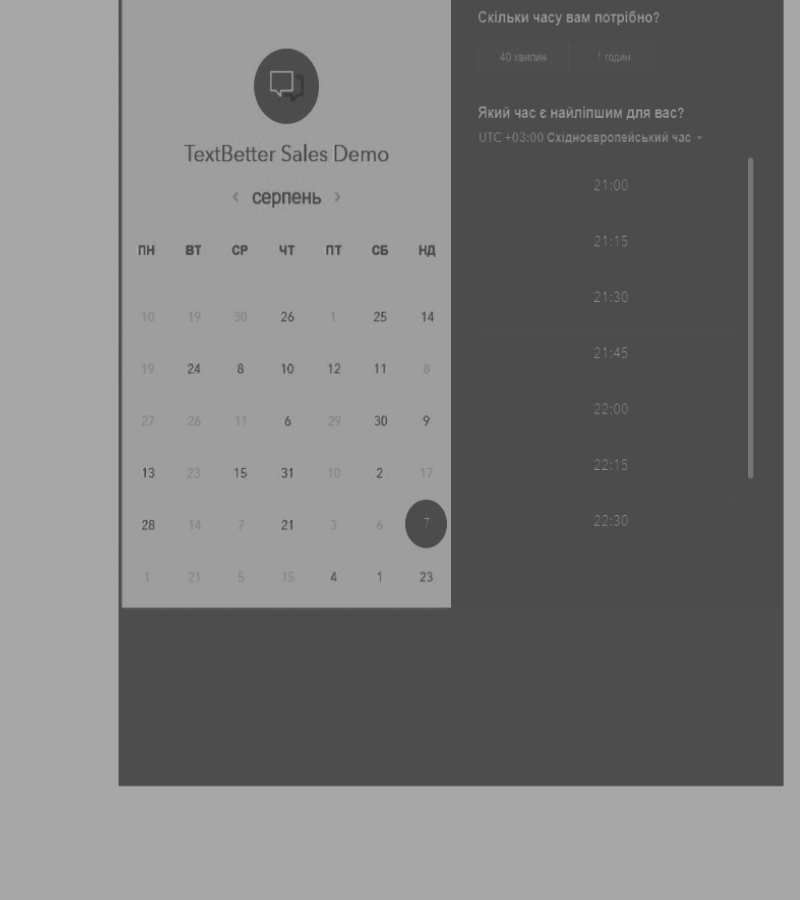 TextBetter Sales Demo
‹ серпень ›
ПН ВТ СР ЧТ ПТ СБ НД
10 19 30 26 1 25 14
19 24 8 10 12 11 8
27 26 11 6 29 30 9
13 23 15 31 10 2 17
28 14 7 21 3 6 7
1 21 5 15 4 1 23
Скільки часу вам потрібно?
40 хвилин 1 годин
Який час є найліпшим для вас?
UTC +03:00 Східноєвропейський час
21:00
21:15
21:30
21:45
22:00
22:15
22:30